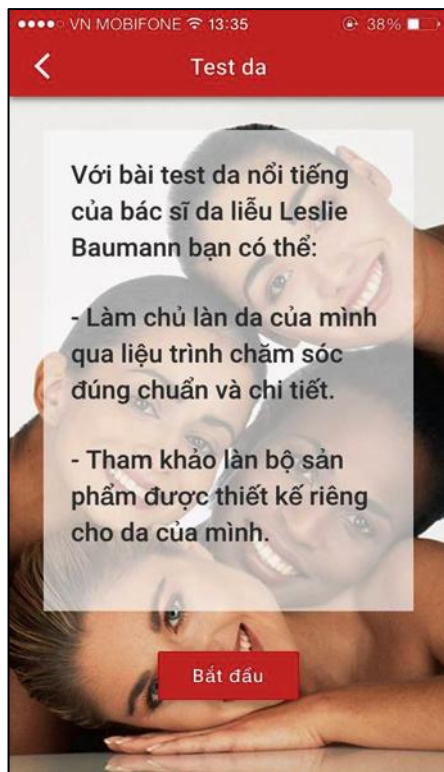 VN MOBIFONE 13:35 38%
Test da
Với bài test da nổi tiếng
của bác sĩ da liễu Leslie
Baumann bạn có thể:
- Làm chủ làn da của mình
qua liệu trình chăm sóc
đúng chuẩn và chi tiết.
- Tham khảo làn bộ sản
phẩm được thiết kế riêng
cho da của mình.
Bắt đầu